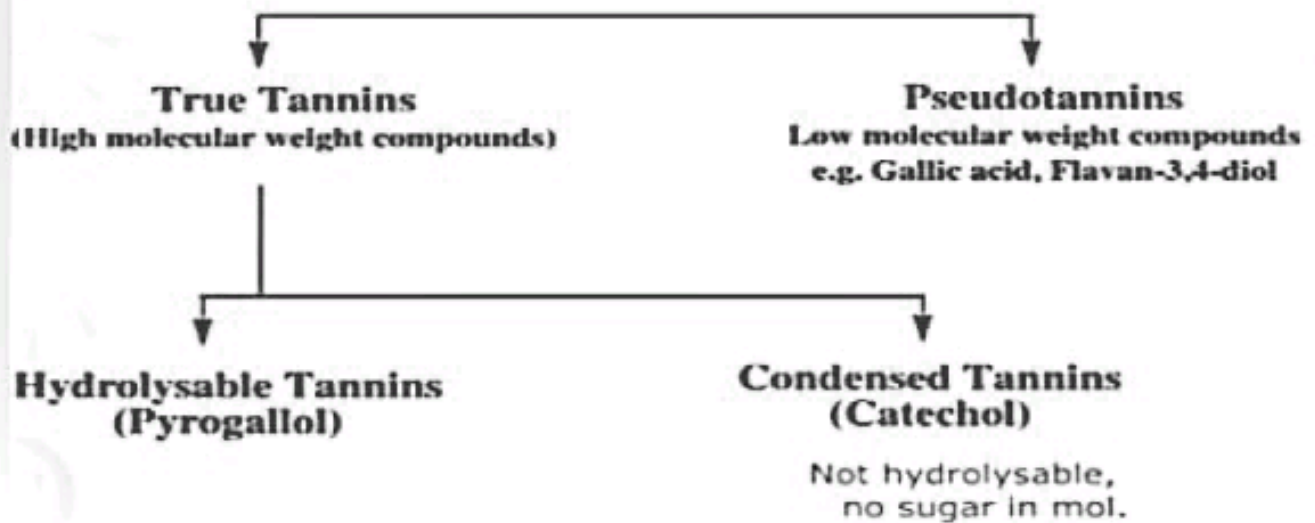 True Tannins
(High molecular weight compounds)
Pseudotannins
Low molecular weight compounds
e.g. Gallic acid, Flavan-3,4-diol
Hydrolysable Tannins
(Pyrogallol)
Condensed Tannins
(Catechol)
Not hydrolysable,
no sugar in mol.